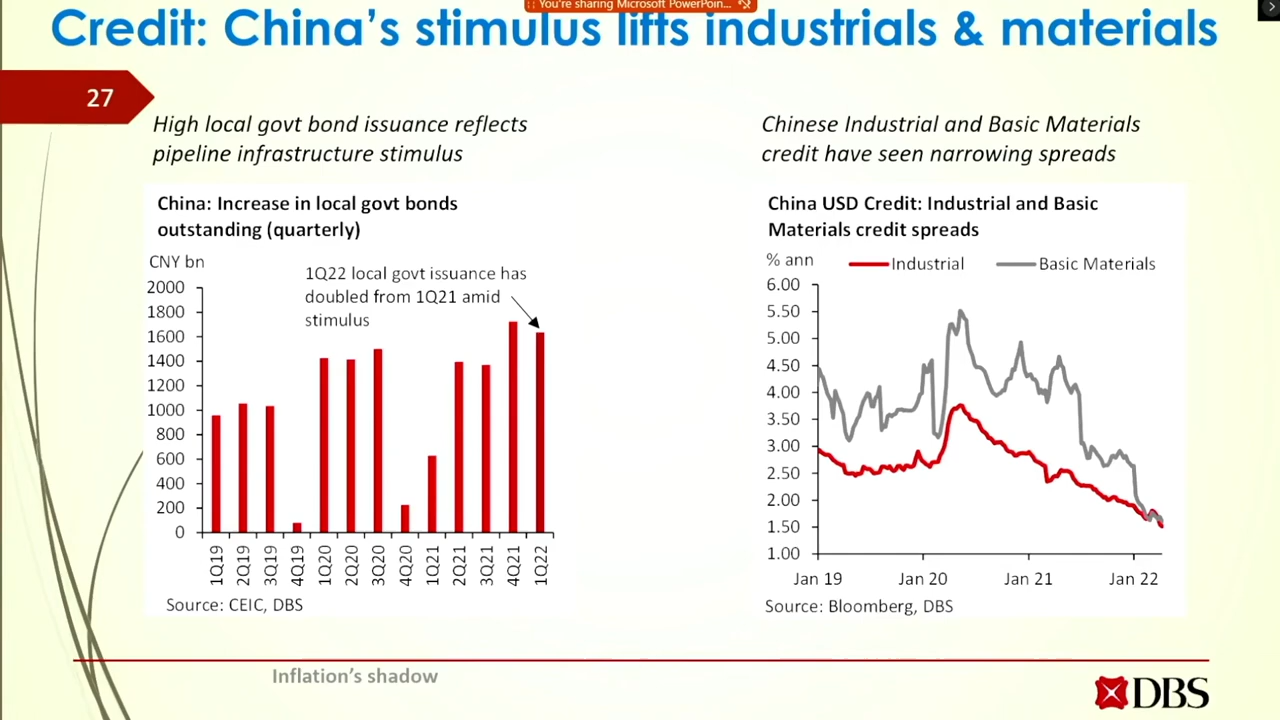 You're sharing Microsoft PowerPoin...
Credit: China's stimulus lifts industrials & materials
27
High local govt bond issuance reflects
pipeline infrastructure stimulus
China: Increase in local govt bonds
outstanding (quarterly)
CNY bn
1Q22 local govt issuance has
doubled from 1Q21 amid
stimulus
2000
1800
1600
1400
1200
1000
800
600
400
200
0
1Q19 2Q19 3Q19 4Q19 1Q20 2Q20 3Q20 4Q20 1Q21 2Q21 3Q21 4Q21 1Q22
Source: CEIC, DBS
Chinese Industrial and Basic Materials
credit have seen narrowing spreads
China USD Credit: Industrial and Basic
Materials credit spreads
% ann
Industrial Basic Materials
6.00
5.50
5.00
4.50
4.00
3.50
3.00
2.50
2.00
1.50
1.00
Jan 19 Jan 20 Jan 21 Jan 22
Source: Bloomberg, DBS
Inflation's shadow
DBS